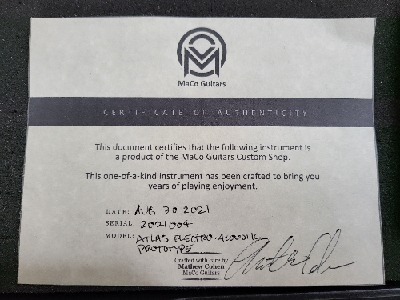 MaCo Guitars
CERTIFICATE OF AUTHENTICITY
This document certifies that the following instrument is
a product of the MaCo Guitars Custom Shop.
This one-of-a-kind instrument has been crafted to bring you
years of playing enjoyment.
DATE: AUG 30 2021
SERIAL: 2021004
MODEL: ATLAS ELECTRO-ACOUSTIC
PROTOTYPE
Crafted with care by
Matthew Cohen
MaCo Guitars